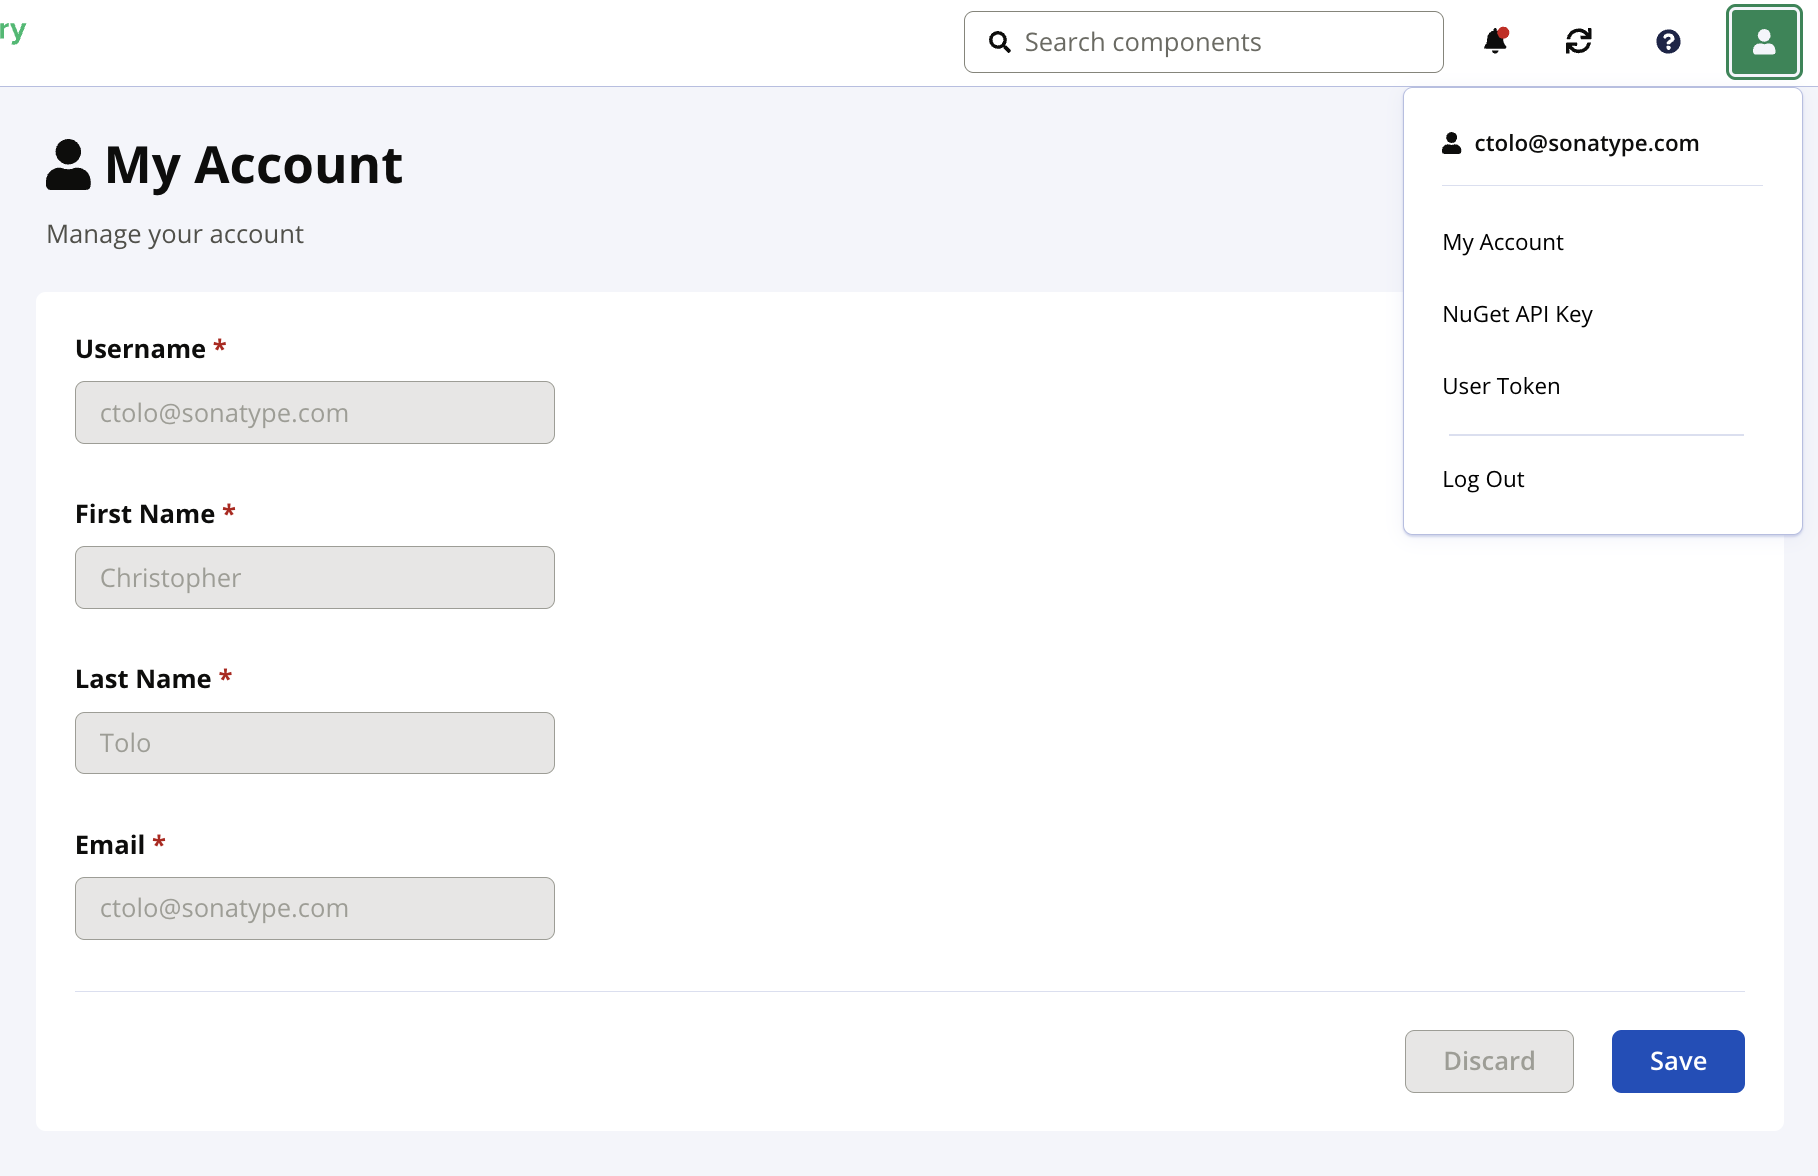 ry
Search components
ctolo@sonatype.com
My Account
NuGet API Key
User Token
Log Out
My Account
Manage your account
Username *
ctolo@sonatype.com
First Name *
Christopher
Last Name *
Tolo
Email *
ctolo@sonatype.com
Discard
Save